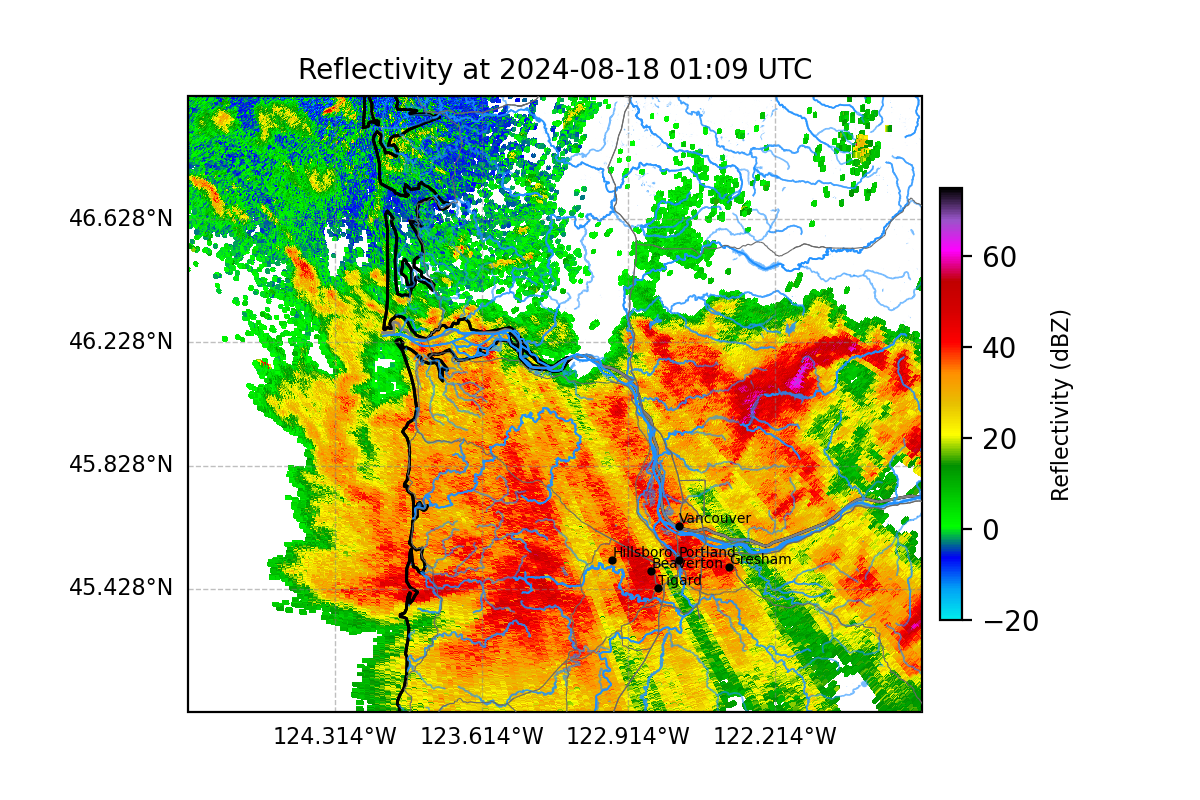 Reflectivity at 2024-08-18 01:09 UTC
46.628°N
46.228°N
45.828°N
45.428°N
124.314°W
123.614°W
122.914°W
122.214°W
Vancouver
Hillsboro
Portland
Beaverton
Gresham
Tigard
60
40
20
0
−20
Reflectivity (dBZ)